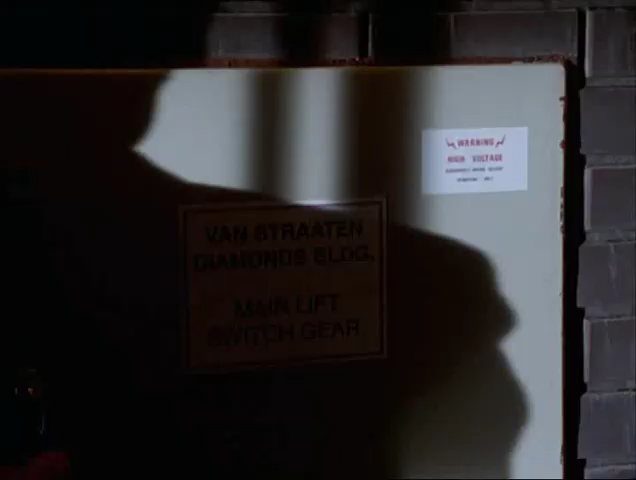 WARNING
HIGH VOLTAGE
VAN STRAATEN
DIAMONDS BLDG.
MAIN LIFT
SWITCH GEAR